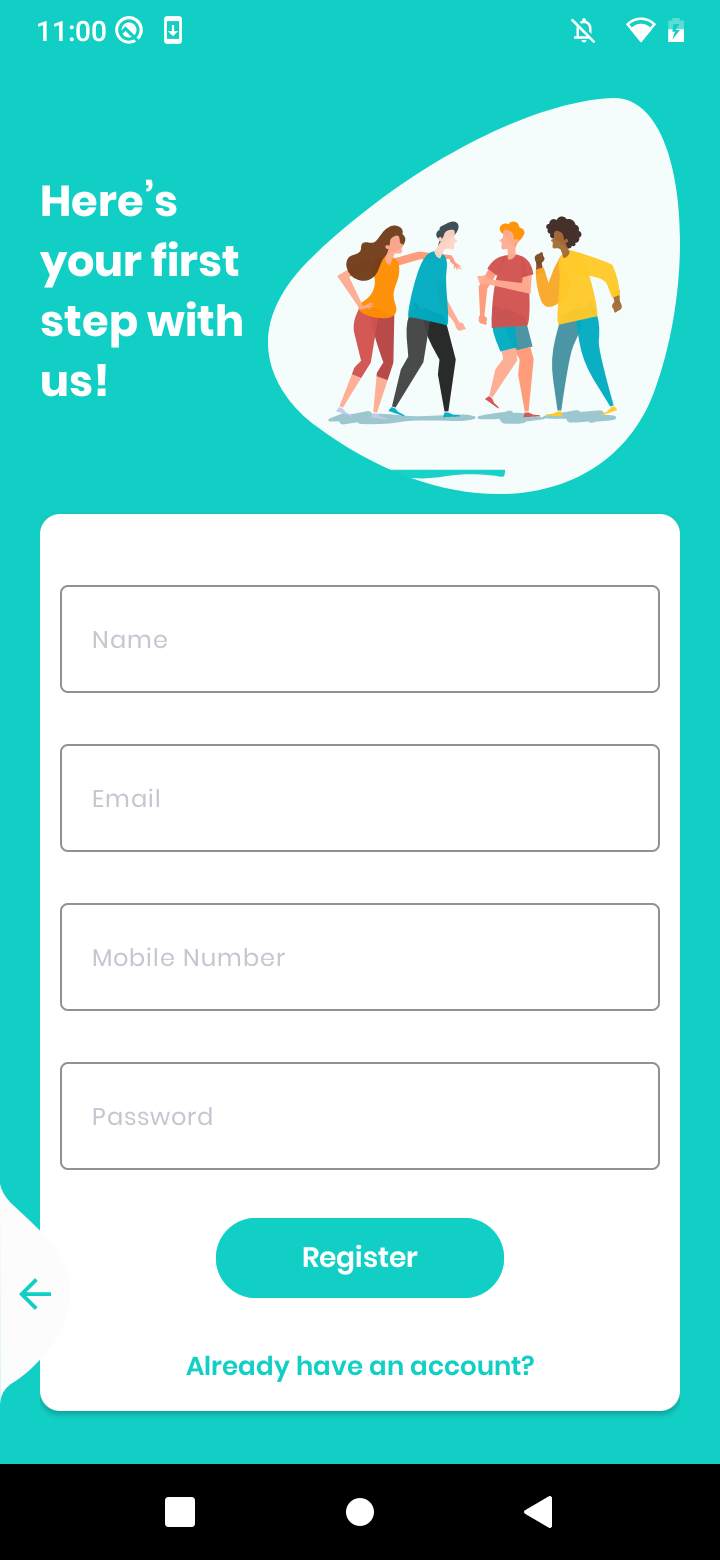 11:00
Here’s
your first
step with
us!
Name
Email
Mobile Number
Password
Register
Already have an account?